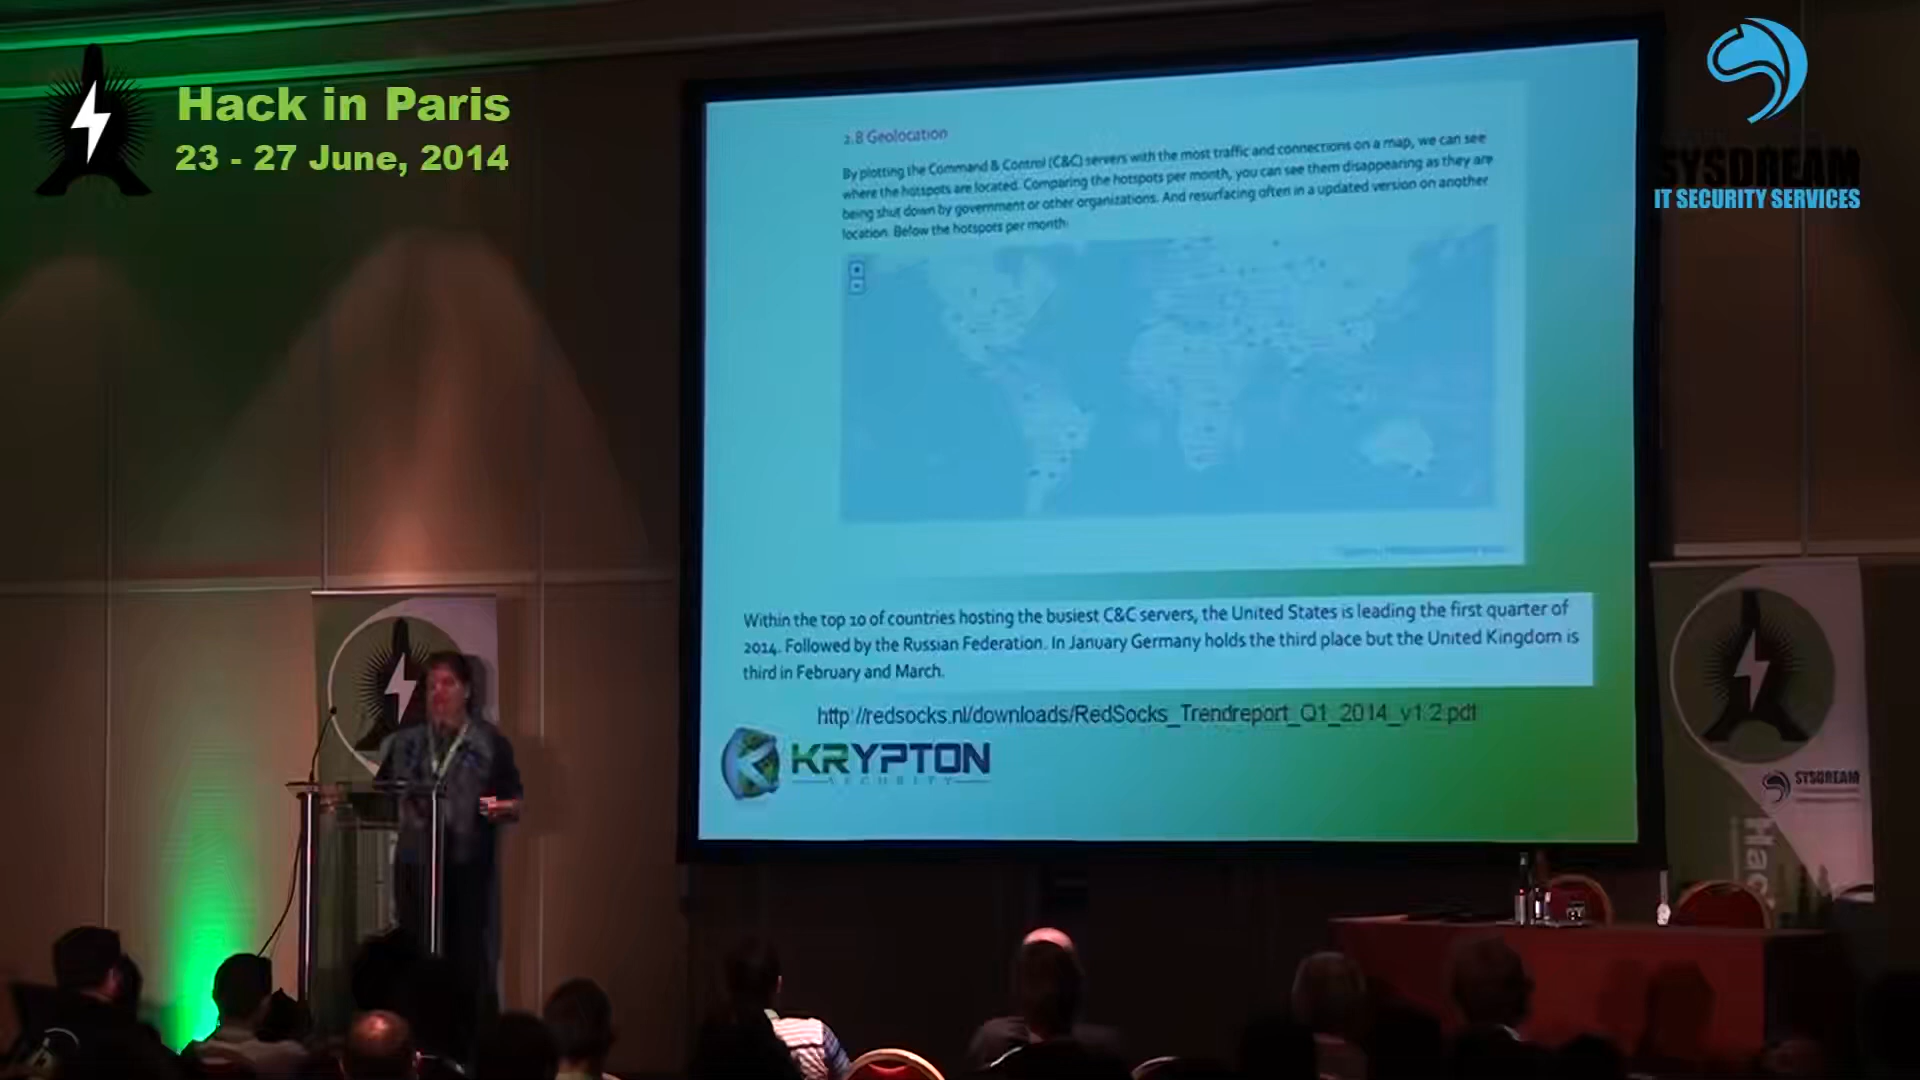 Hack in Paris
23 - 27 June, 2014
SYSDREAM
IT SECURITY SERVICES
2.8 Geolocation
By plotting the Command & Control (C&C) servers with the most traffic and connections on a map, we can see
where the hotspots are located. Comparing the hotspots per month, you can see them disappearing as they are
being shut down by government or other organizations. And resurfacing often in a updated version on another
location. Below the hotspots per month:
+
-
Within the top 10 of countries hosting the busiest C&C servers, the United States is leading the first quarter of
2014. Followed by the Russian Federation. In January Germany holds the third place but the United Kingdom is
third in February and March.
http://redsocks.nl/downloads/RedSocks_Trendreport_Q1_2014_v1.2.pdf
KRYPTON
SECURITY
SYSDREAM
Hac